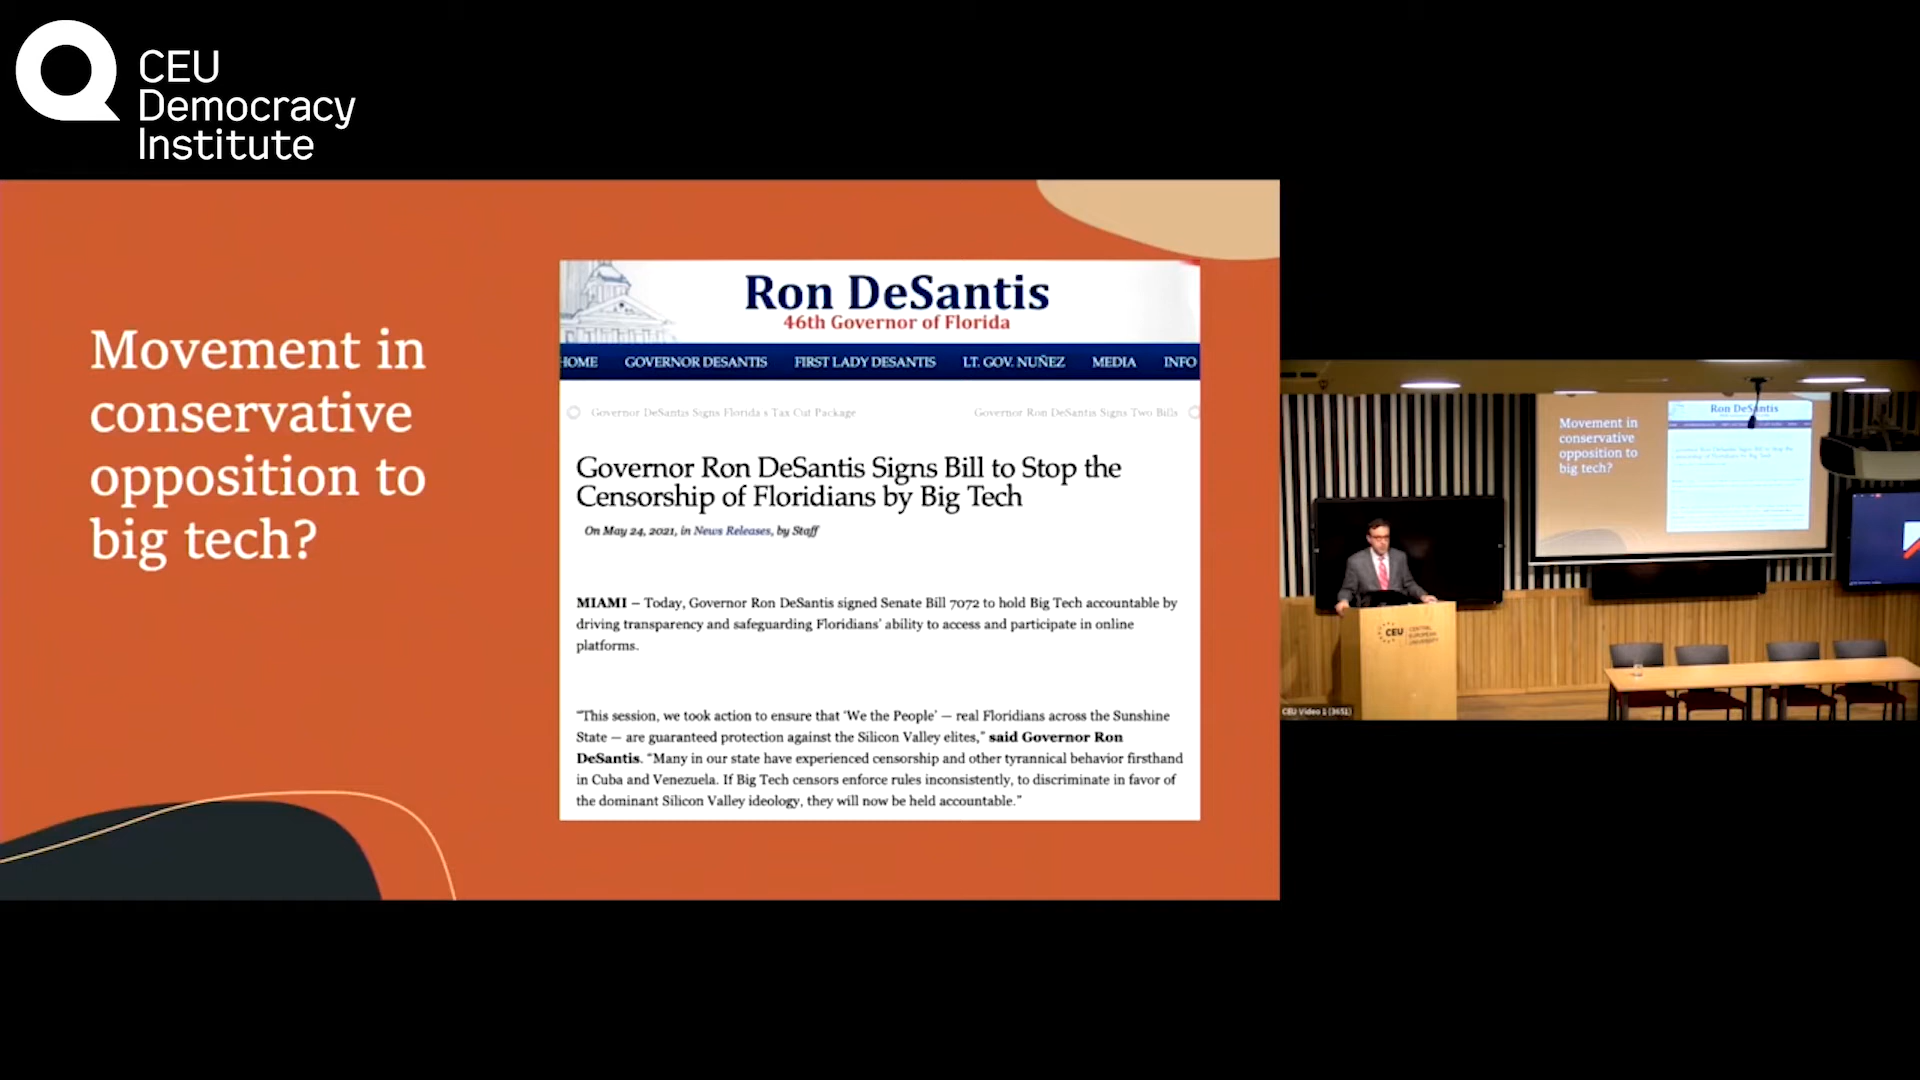 CEU
Democracy
Institute
Movement in
conservative
opposition to
big tech?
Ron DeSantis
46th Governor of Florida
HOME GOVERNOR DESANTIS FIRST LADY DESANTIS LT. GOV. NUÑEZ MEDIA INFO
Governor DeSantis Signs Florida s Tax Cut Package Governor Ron DeSantis Signs Two Bills
Governor Ron DeSantis Signs Bill to Stop the
Censorship of Floridians by Big Tech
On May 24, 2021, in News Releases, by Staff
MIAMI – Today, Governor Ron DeSantis signed Senate Bill 7072 to hold Big Tech accountable by
driving transparency and safeguarding Floridians' ability to access and participate in online
platforms.
"This session, we took action to ensure that 'We the People' — real Floridians across the Sunshine
State — are guaranteed protection against the Silicon Valley elites," said Governor Ron
DeSantis. "Many in our state have experienced censorship and other tyrannical behavior firsthand
in Cuba and Venezuela. If Big Tech censors enforce rules inconsistently, to discriminate in favor of
the dominant Silicon Valley ideology, they will now be held accountable."
Movement in
conservative
opposition to
big tech?
Ron DeSantis
CEU
CENTRAL
EUROPEAN
UNIVERSITY
CEU Video 1 (3651)